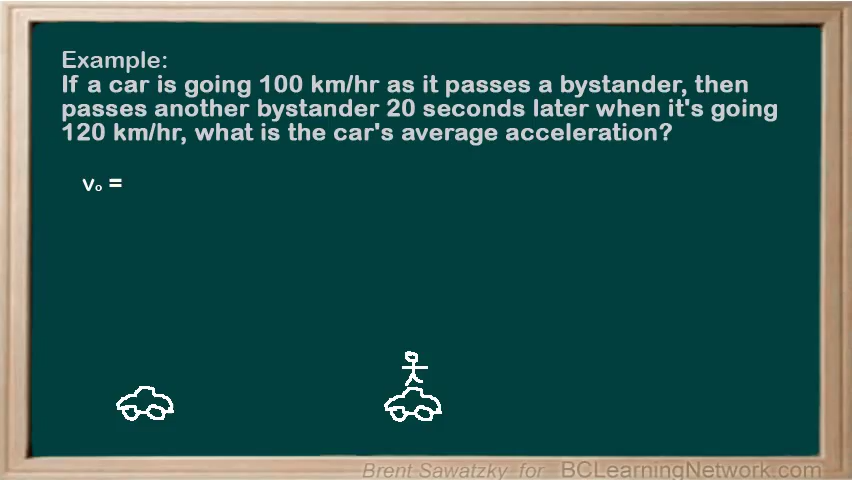 Example:
If a car is going 100 km/hr as it passes a bystander, then
passes another bystander 20 seconds later when it's going
120 km/hr, what is the car's average acceleration?
v₀ =
Brent Sawatzky for BCLearningNetwork.com